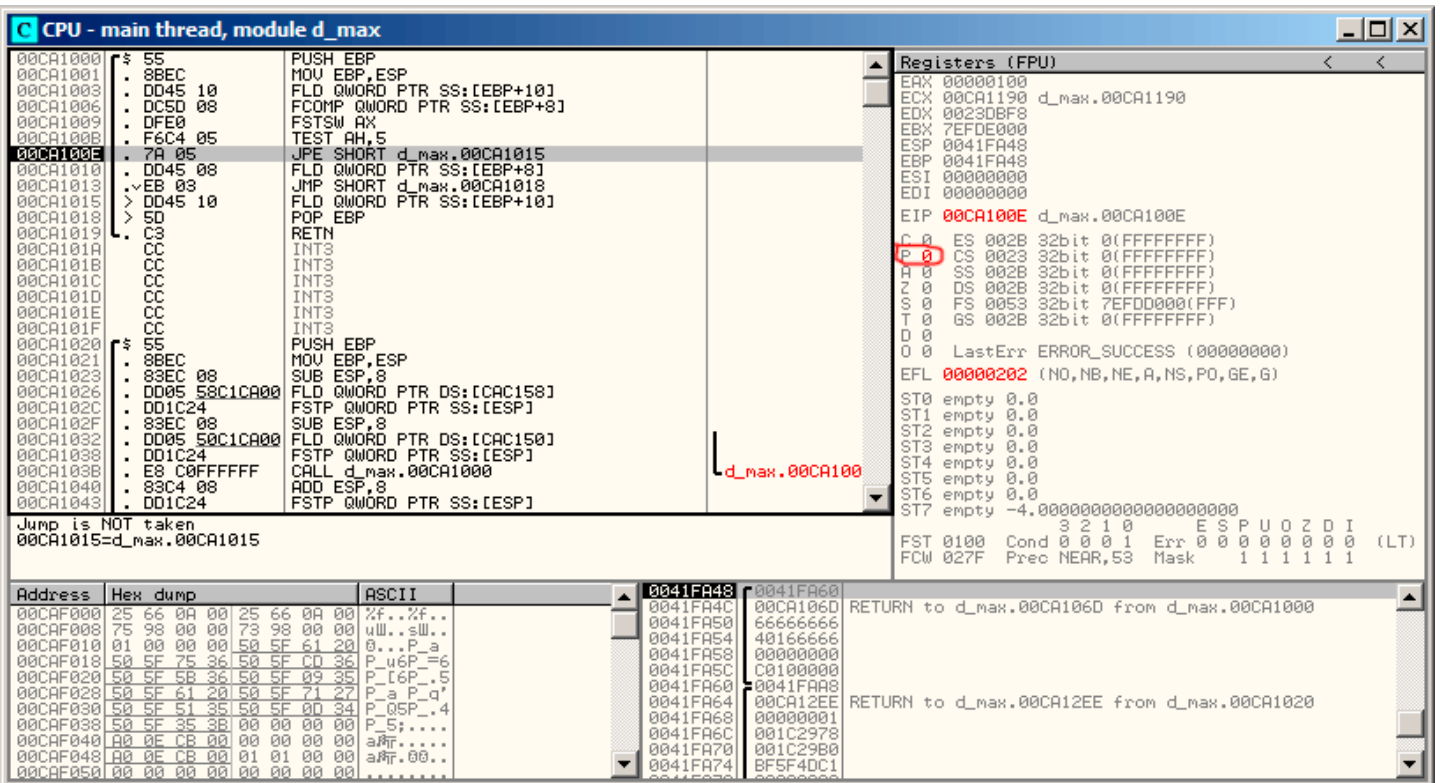 CPU - main thread, module d_max
00CA1000 $ 55 PUSH EBP
00CA1001 . 8BEC MOV EBP,ESP
00CA1003 . DD45 10 FLD QWORD PTR SS:[EBP+10]
00CA1006 . DC5D 08 FCOMP QWORD PTR SS:[EBP+8]
00CA1009 . DFE0 FSTSW AX
00CA100B . F6C4 05 TEST AH,5
00CA100E . 7A 05 JPE SHORT d_max.00CA1015
00CA1010 . DD45 08 FLD QWORD PTR SS:[EBP+8]
00CA1013 .vEB 03 JMP SHORT d_max.00CA1018
00CA1015 > DD45 10 FLD QWORD PTR SS:[EBP+10]
00CA1018 > 5D POP EBP
00CA1019 . C3 RETN
00CA101A CC INT3
00CA101B CC INT3
00CA101C CC INT3
00CA101D CC INT3
00CA101E CC INT3
00CA101F CC INT3
00CA1020 $ 55 PUSH EBP
00CA1021 . 8BEC MOV EBP,ESP
00CA1023 . 83EC 08 SUB ESP,8
00CA1026 . DD05 58C1CA00 FLD QWORD PTR DS:[CAC158]
00CA102C . DD1C24 FSTP QWORD PTR SS:[ESP]
00CA102F . 83EC 08 SUB ESP,8
00CA1032 . DD05 50C1CA00 FLD QWORD PTR DS:[CAC150]
00CA1038 . DD1C24 FSTP QWORD PTR SS:[ESP]
00CA103B . E8 C0FFFFFF CALL d_max.00CA1000 d_max.00CA100
00CA1040 . 83C4 08 ADD ESP,8
00CA1043 . DD1C24 FSTP QWORD PTR SS:[ESP]
Jump is NOT taken
00CA1015=d_max.00CA1015
Registers (FPU) < <
EAX 00000100
ECX 00CA1190 d_max.00CA1190
EDX 0023DBF8
EBX 7EFDE000
ESP 0041FA48
EBP 0041FA48
ESI 00000000
EDI 00000000
EIP 00CA100E d_max.00CA100E
C 0 ES 002B 32bit 0(FFFFFFFF)
P 0 CS 0023 32bit 0(FFFFFFFF)
A 0 SS 002B 32bit 0(FFFFFFFF)
Z 0 DS 002B 32bit 0(FFFFFFFF)
S 0 FS 0053 32bit 7EFDD000(FFF)
T 0 GS 002B 32bit 0(FFFFFFFF)
D 0
O 0 LastErr ERROR_SUCCESS (00000000)
EFL 00000202 (NO,NB,NE,A,NS,PO,GE,G)
ST0 empty 0.0
ST1 empty 0.0
ST2 empty 0.0
ST3 empty 0.0
ST4 empty 0.0
ST5 empty 0.0
ST6 empty 0.0
ST7 empty -4.0000000000000000000
3 2 1 0 E S P U O Z D I
FST 0100 Cond 0 0 0 1 Err 0 0 0 0 0 0 0 0 (LT)
FCW 027F Prec NEAR,53 Mask 1 1 1 1 1 1
Address Hex dump ASCII
00CAF000 25 66 0A 00 25 66 0A 00 %f..%f..
00CAF008 75 98 00 00 73 98 00 00 uШ..sШ..
00CAF010 01 00 00 00 50 5F 61 20 ...P_a
00CAF018 50 5F 75 36 50 5F CD 36 P_u6P_=6
00CAF020 50 5F 5B 36 50 5F 09 35 P_[6P_.5
00CAF028 50 5F 61 20 50 5F 71 27 P_a P_q'
00CAF030 50 5F 51 35 50 5F 0D 34 P_Q5P_.4
00CAF038 50 5F 35 3B 00 00 00 00 P_5;....
00CAF040 A0 0E CB 00 00 00 00 00
00CAF048 A0 0E CB 00 01 01 00 00
00CAF050 00 00 00 00 00 00 00 00 ........
0041FA48 0041FA60
0041FA4C 00CA106D RETURN to d_max.00CA106D from d_max.00CA1000
0041FA50 66666666
0041FA54 40166666
0041FA58 00000000
0041FA5C C0100000
0041FA60 0041FAA8
0041FA64 00CA12EE RETURN to d_max.00CA12EE from d_max.00CA1020
0041FA68 00000001
0041FA6C 001C2978
0041FA70 001C29B0
0041FA74 BF5F4DC1